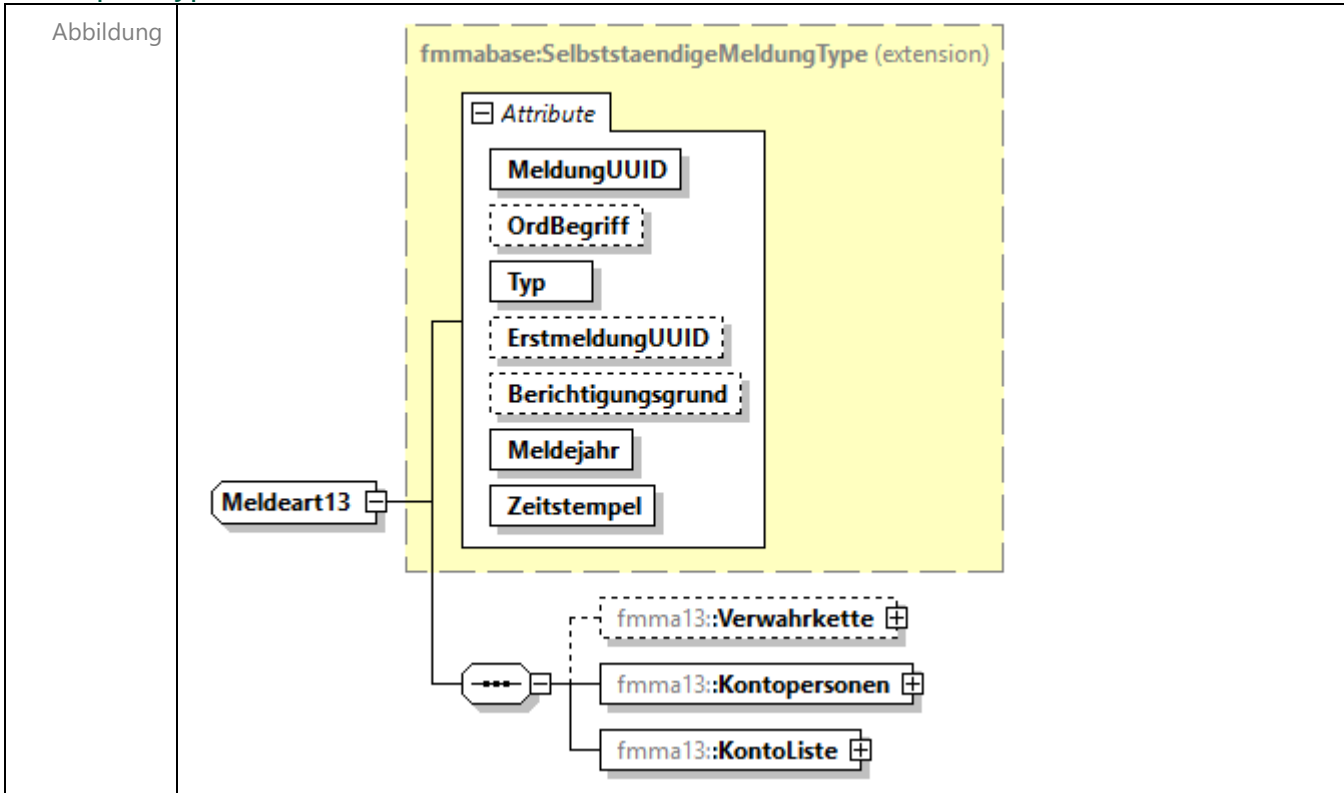 Abbildung
fmmabase:SelbststaendigeMeldungType (extension)
Attribute
MeldungUUID
OrdBegriff
Typ
ErstmeldungUUID
Berichtigungsgrund
Meldejahr
Zeitstempel
Meldeart13
fmma13::Verwahrkette
fmma13::Kontopersonen
fmma13::KontoListe